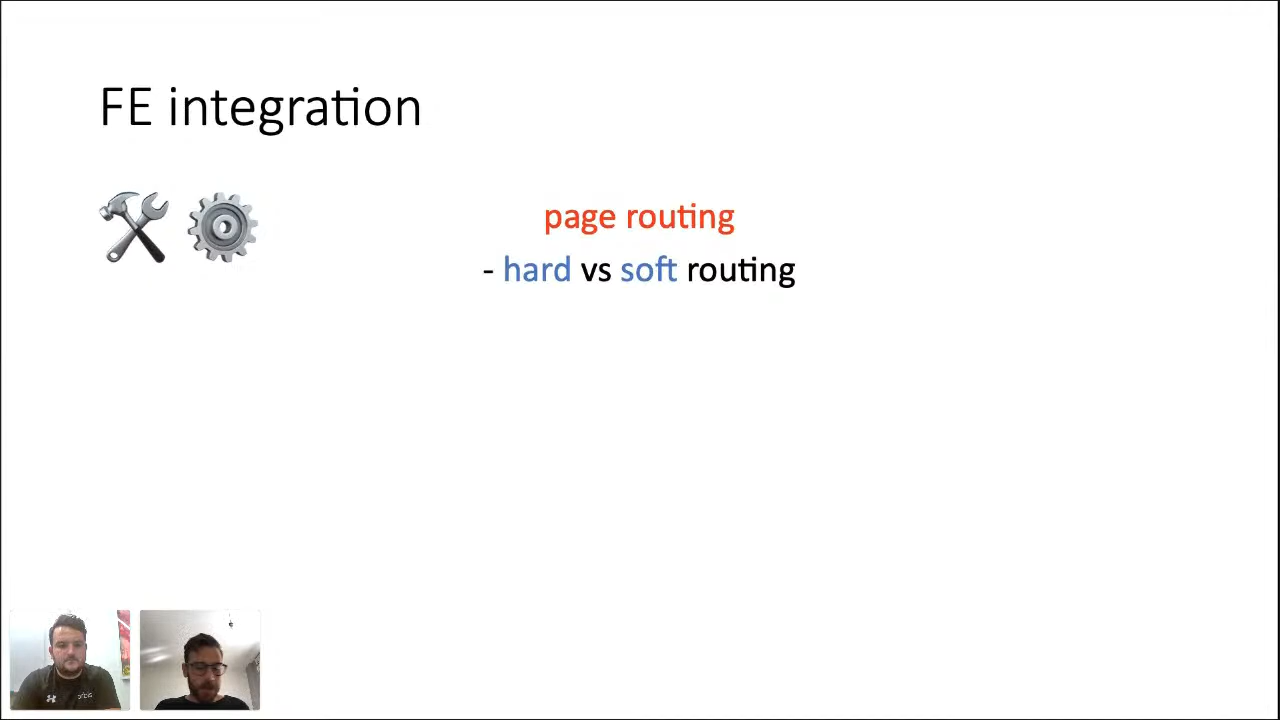 FE integration
page routing
- hard vs soft routing